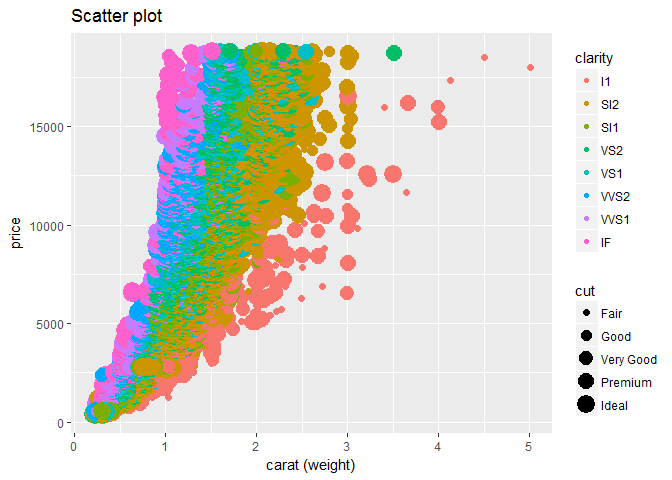 Scatter plot
price
15000
10000
5000
0
0 1 2 3 4 5
carat (weight)
clarity
I1
SI2
SI1
VS2
VS1
VVS2
VVS1
IF
cut
Fair
Good
Very Good
Premium
Ideal